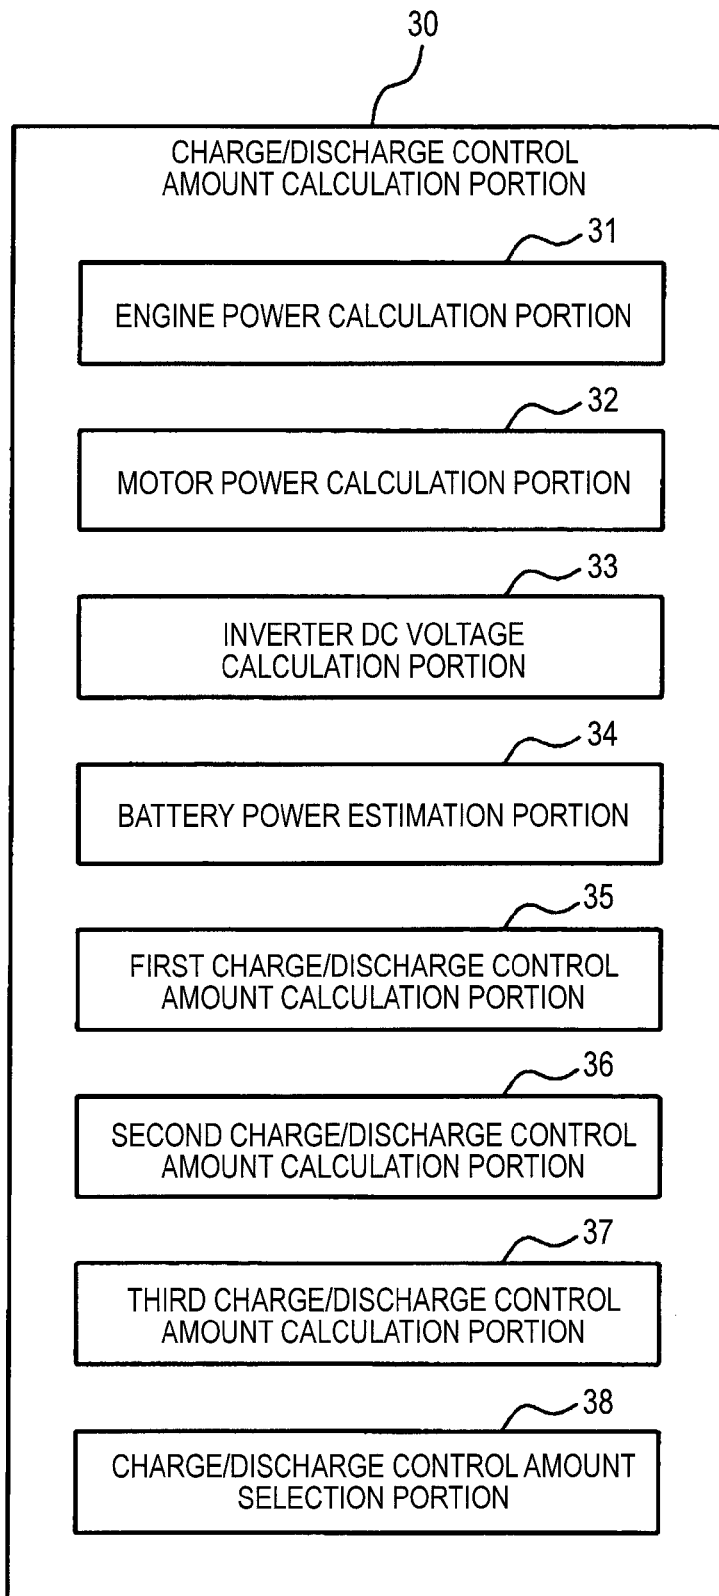 30
CHARGE/DISCHARGE CONTROL
AMOUNT CALCULATION PORTION
31
ENGINE POWER CALCULATION PORTION
32
MOTOR POWER CALCULATION PORTION
33
INVERTER DC VOLTAGE
CALCULATION PORTION
34
BATTERY POWER ESTIMATION PORTION
35
FIRST CHARGE/DISCHARGE CONTROL
AMOUNT CALCULATION PORTION
36
SECOND CHARGE/DISCHARGE CONTROL
AMOUNT CALCULATION PORTION
37
THIRD CHARGE/DISCHARGE CONTROL
AMOUNT CALCULATION PORTION
38
CHARGE/DISCHARGE CONTROL AMOUNT
SELECTION PORTION